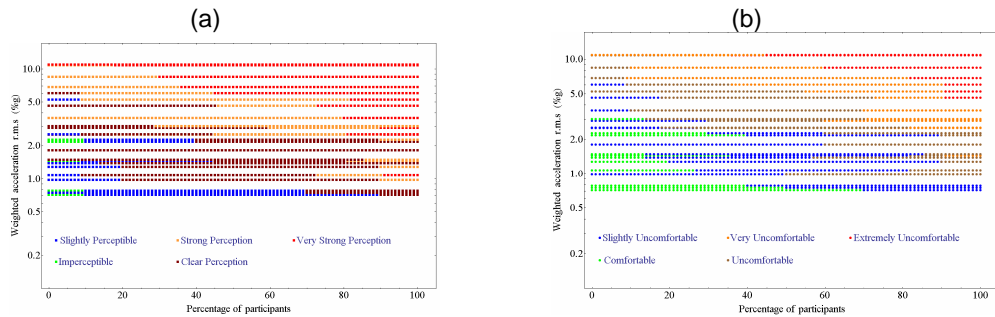 (a)
Weighted acceleration r.m.s (%g)
10.0
5.0
2.0
1.0
0.5
0.2
Slightly Perceptible
Strong Perception
Very Strong Perception
Imperceptible
Clear Perception
0
20
40
60
80
100
Percentage of participants
(b)
Weighted acceleration r.m.s (%g)
10.0
5.0
2.0
1.0
0.5
0.2
Slightly Uncomfortable
Very Uncomfortable
Extremely Uncomfortable
Comfortable
Uncomfortable
0
20
40
60
80
100
Percentage of participants